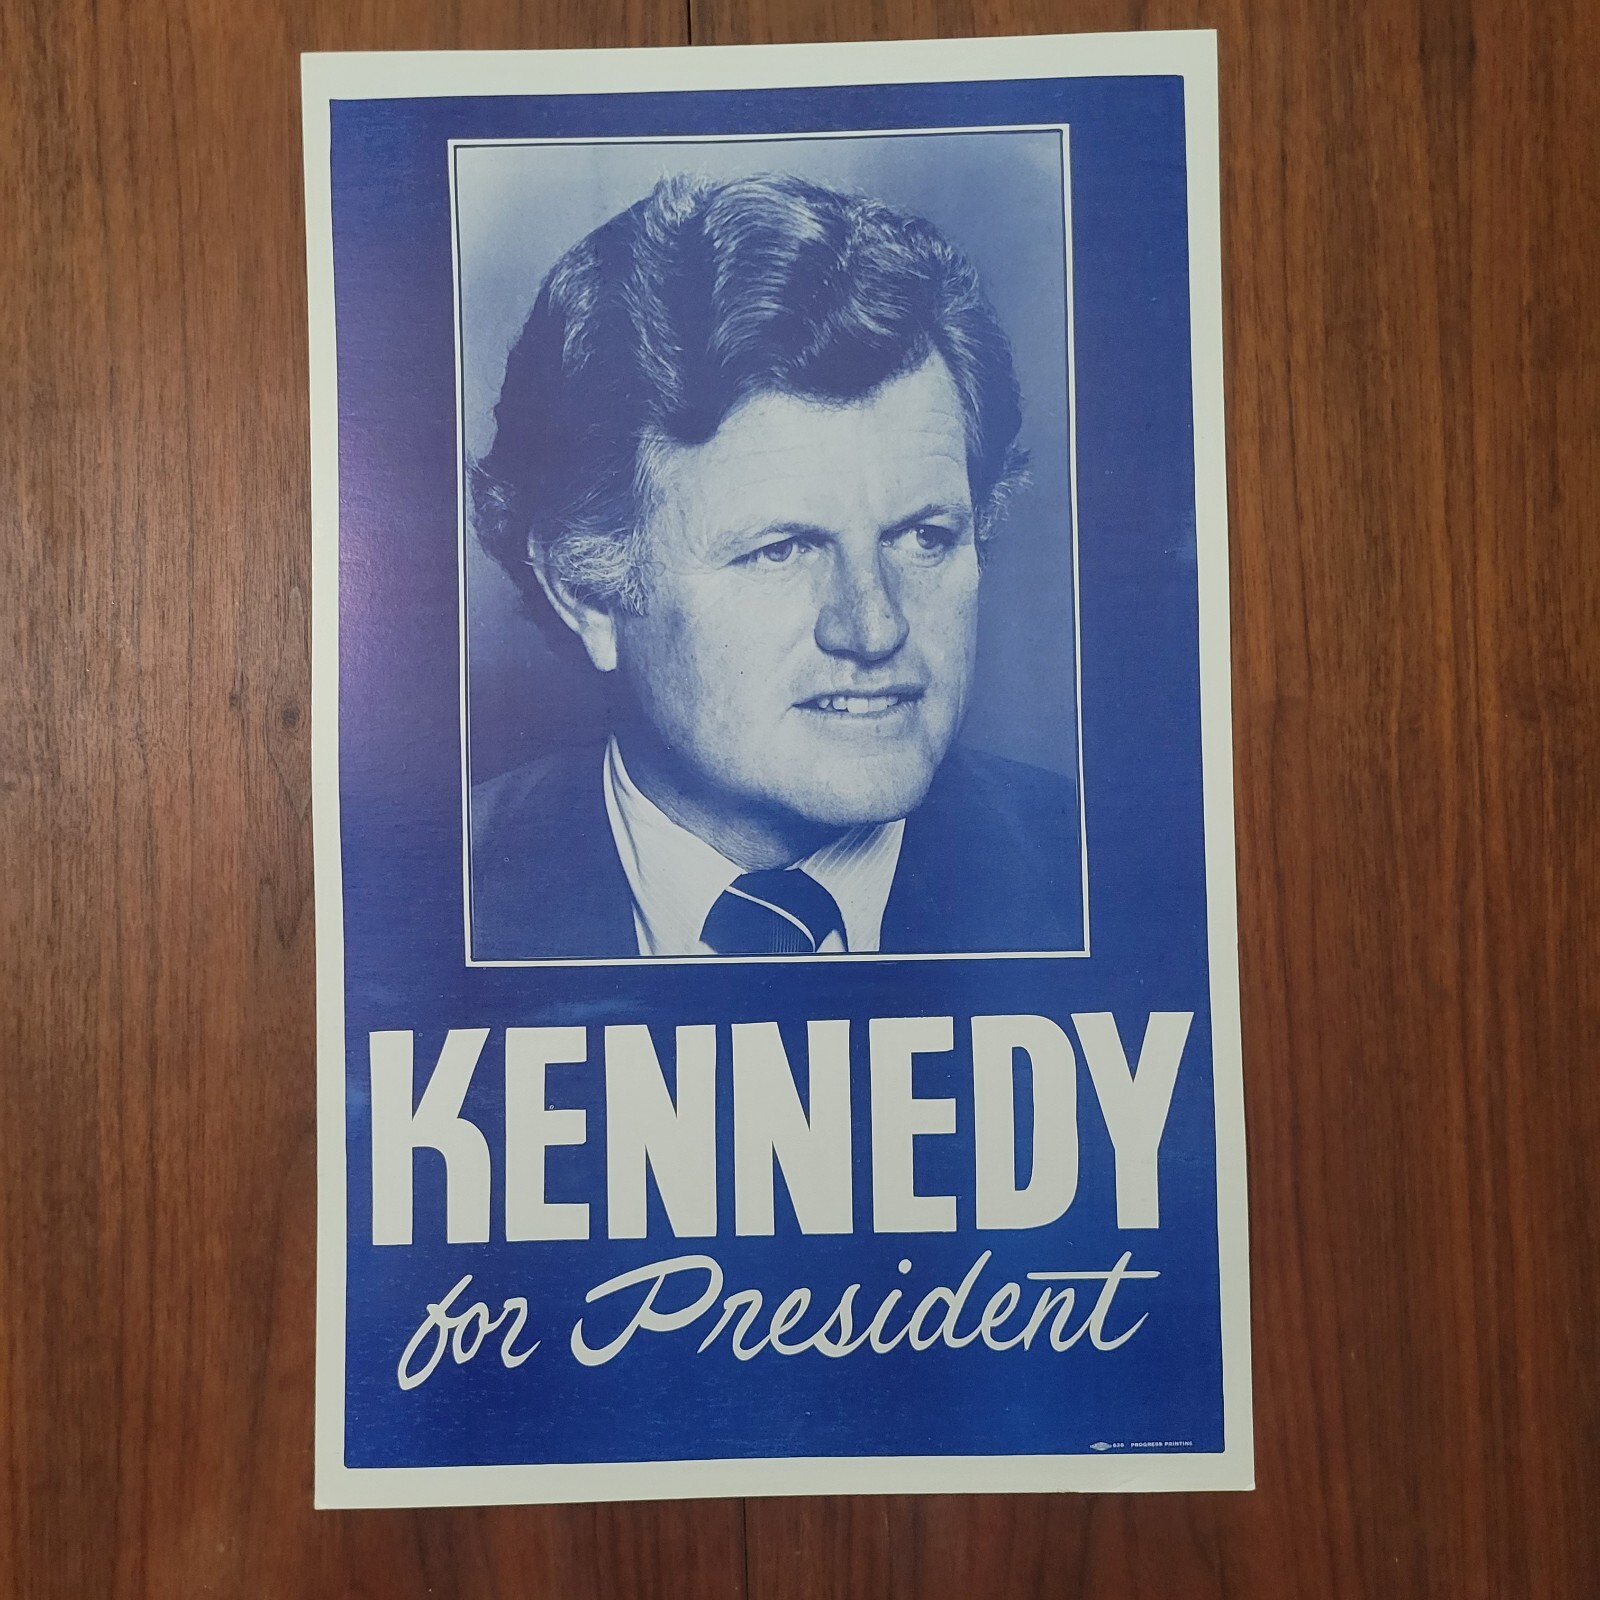 KENNEDY
for President
PROGRESS PRINTING